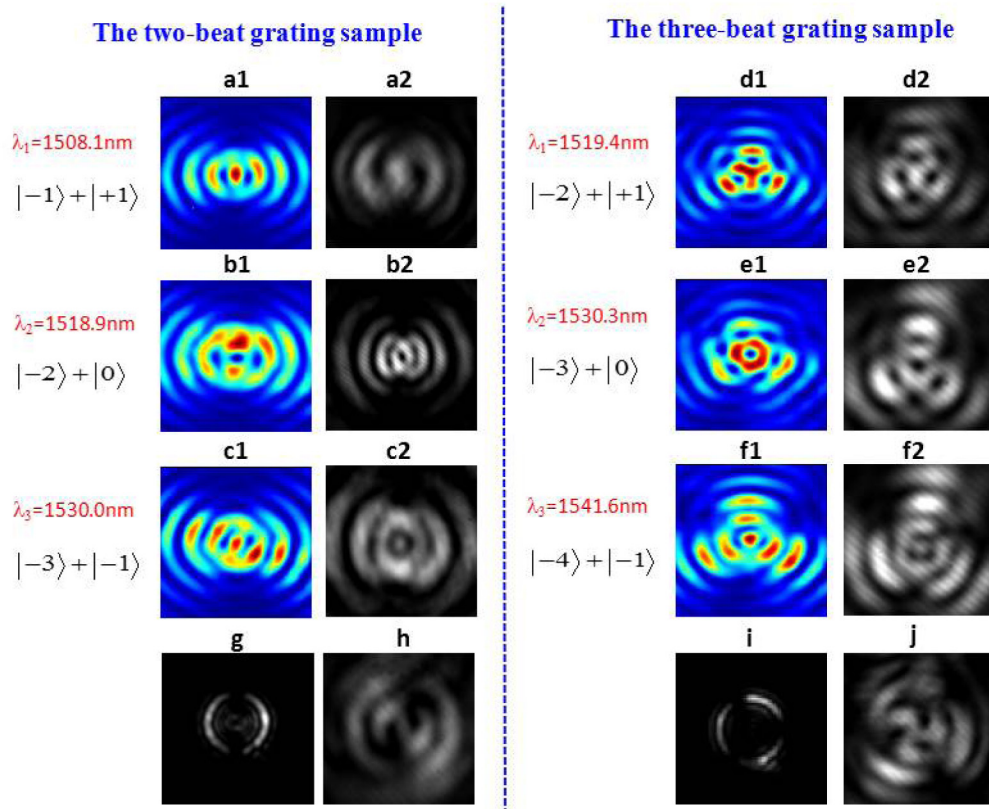 The two-beat grating sample
The three-beat grating sample
a1 a2 d1 d2
λ₁=1508.1nm
|−1⟩+|+1⟩
λ₁=1519.4nm
|−2⟩+|+1⟩
b1 b2 e1 e2
λ₂=1518.9nm
|−2⟩+|0⟩
λ₂=1530.3nm
|−3⟩+|0⟩
c1 c2 f1 f2
λ₃=1530.0nm
|−3⟩+|−1⟩
λ₃=1541.6nm
|−4⟩+|−1⟩
g h i j